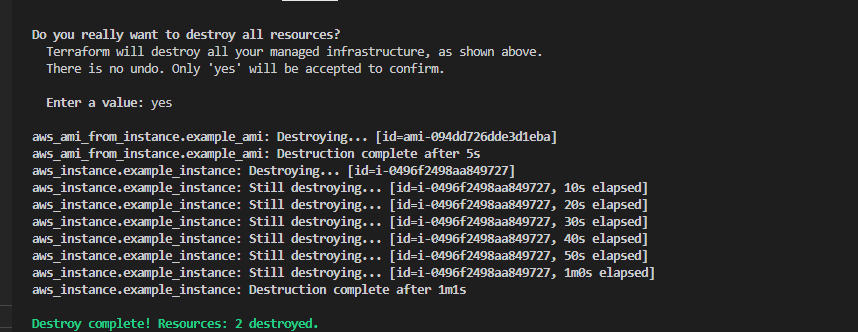 Do you really want to destroy all resources?
Terraform will destroy all your managed infrastructure, as shown above.
There is no undo. Only 'yes' will be accepted to confirm.
Enter a value: yes
aws_ami_from_instance.example_ami: Destroying... [id=ami-094dd726dde3d1eba]
aws_ami_from_instance.example_ami: Destruction complete after 5s
aws_instance.example_instance: Destroying... [id=i-0496f2498aa849727]
aws_instance.example_instance: Still destroying... [id=i-0496f2498aa849727, 10s elapsed]
aws_instance.example_instance: Still destroying... [id=i-0496f2498aa849727, 20s elapsed]
aws_instance.example_instance: Still destroying... [id=i-0496f2498aa849727, 30s elapsed]
aws_instance.example_instance: Still destroying... [id=i-0496f2498aa849727, 40s elapsed]
aws_instance.example_instance: Still destroying... [id=i-0496f2498aa849727, 50s elapsed]
aws_instance.example_instance: Still destroying... [id=i-0496f2498aa849727, 1m0s elapsed]
aws_instance.example_instance: Destruction complete after 1m1s
Destroy complete! Resources: 2 destroyed.